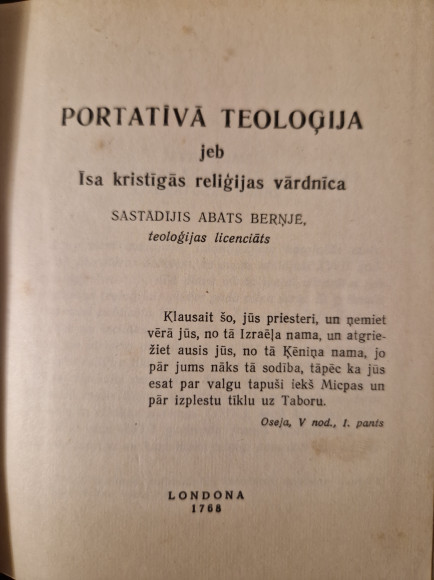 PORTATĪVĀ TEOLOĢIJA
jeb
Īsa kristīgās reliģijas vārdnīca
SASTĀDĪJIS ABATS BERŅJĒ,
teoloģijas licenciāts
Klausait šo, jūs priesteri, un ņemiet
vērā jūs, no tā Izraēļa nama, un atgrie-
žiet ausis jūs, no tā Ķēniņa nama, jo
pār jums nāks tā sodība, tāpēc ka jūs
esat par valgu tapuši iekš Micpas un
pār izplestu tīklu uz Taboru.
Oseja, V nod., 1. pants
LONDONA
1768